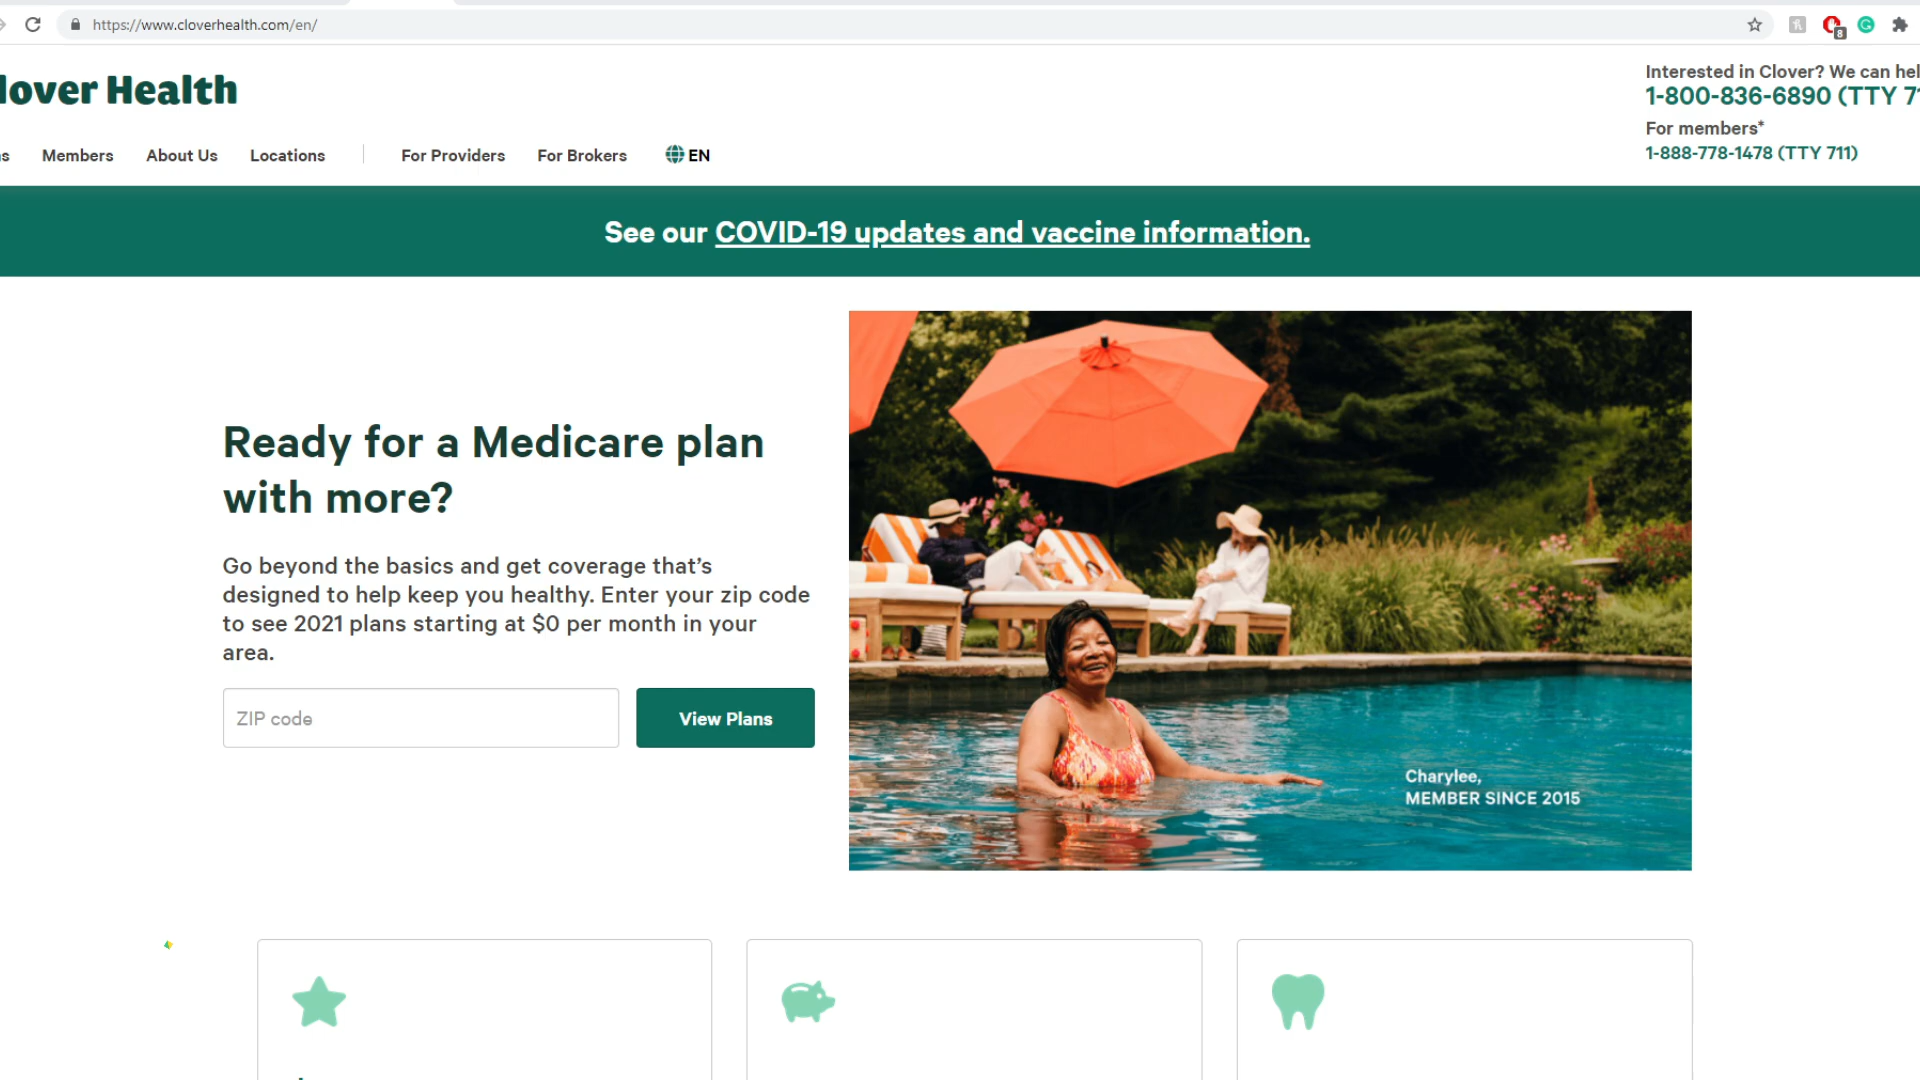 https://www.cloverhealth.com/en/
8
lover Health
Interested in Clover? We can hel
1-800-836-6890 (TTY 71
For members*
1-888-778-1478 (TTY 711)
s Members About Us Locations For Providers For Brokers EN
See our COVID-19 updates and vaccine information.
Ready for a Medicare plan
with more?
Go beyond the basics and get coverage that's
designed to help keep you healthy. Enter your zip code
to see 2021 plans starting at $0 per month in your
area.
ZIP code View Plans
Charylee,
MEMBER SINCE 2015